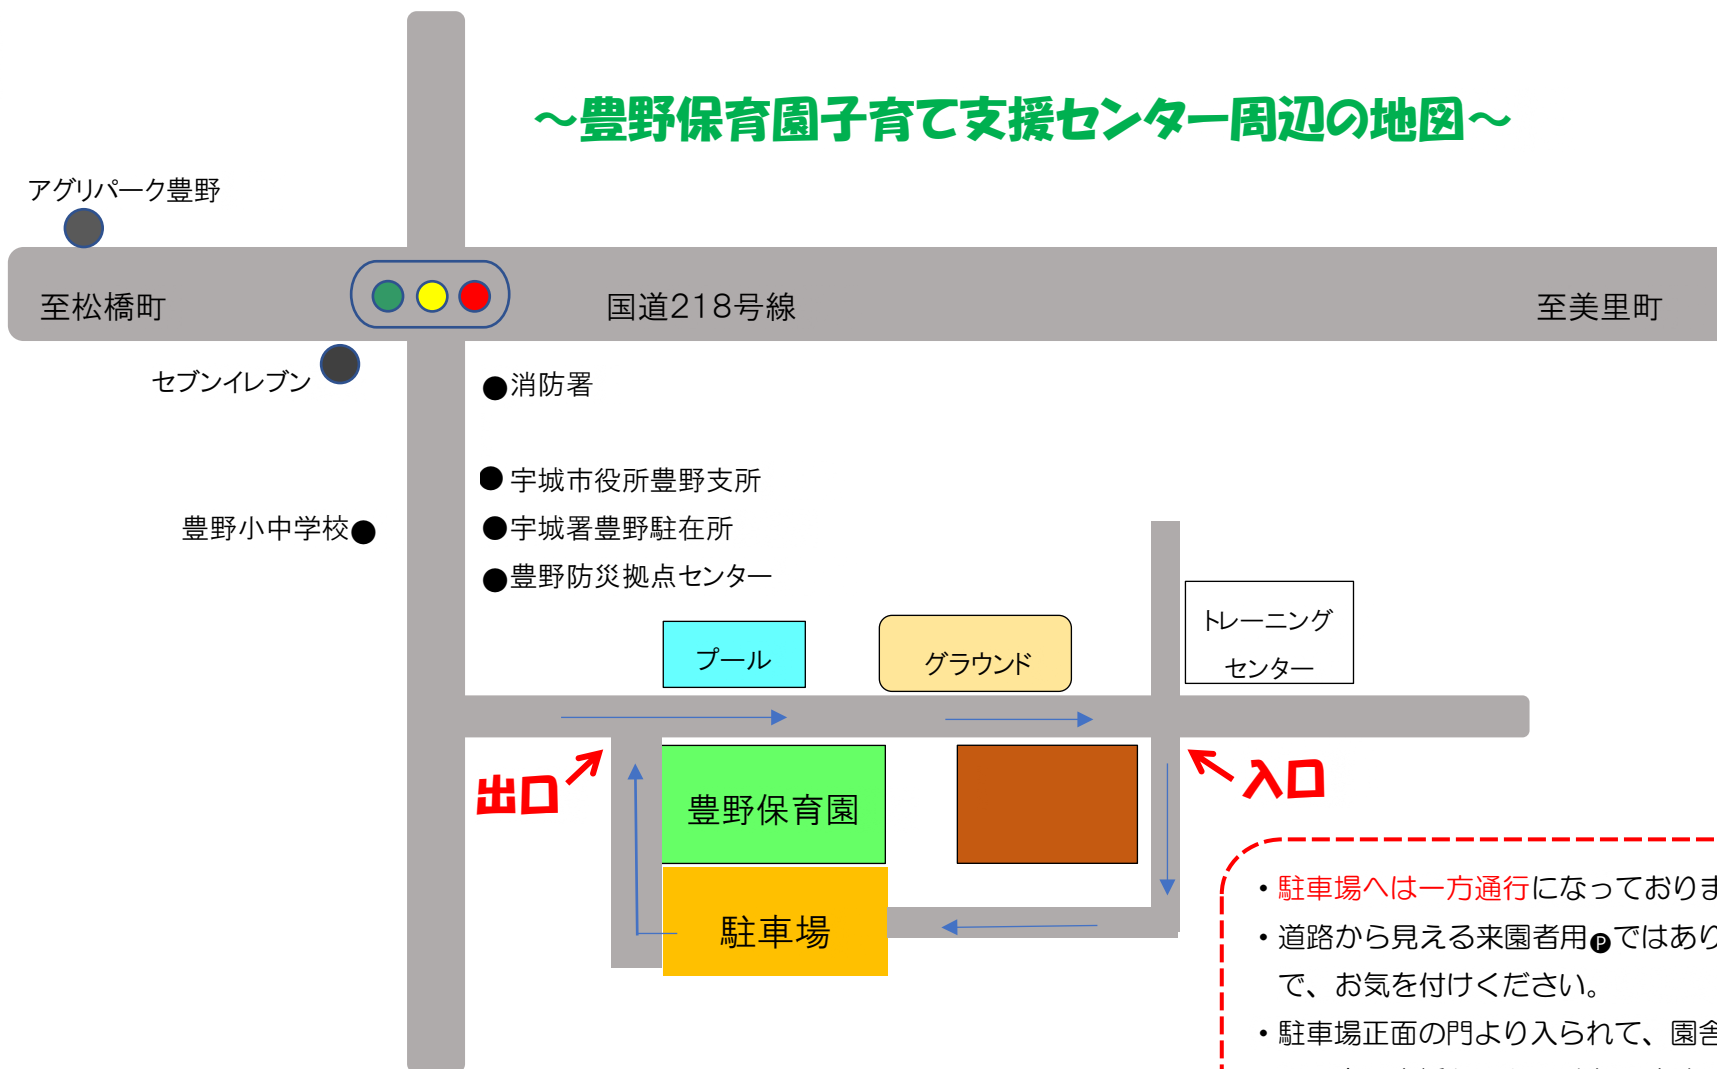 ～豊野保育園子育て支援センター周辺の地図～
アグリパーク豊野
至松橋町
国道218号線
至美里町
セブンイレブン
●消防署
●宇城市役所豊野支所
豊野小中学校●
●宇城署豊野駐在所
●豊野防災拠点センター
プール
グラウンド
トレーニング
センター
出口
入口
豊野保育園
駐車場
・駐車場へは一方通行になっておりま
・道路から見える来園者用🅟ではあり
で、お気を付けください。
・駐車場正面の門より入られて、園舎